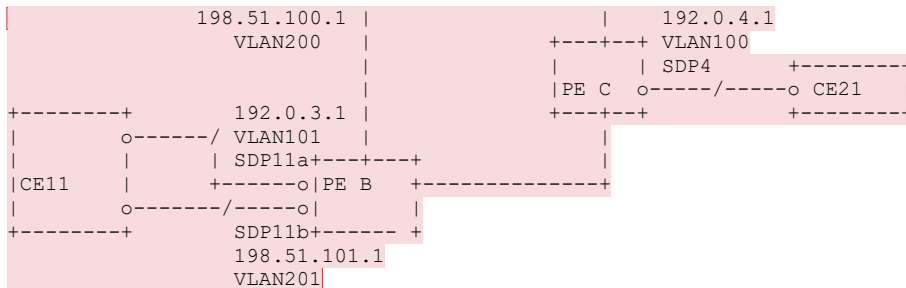 198.51.100.1 | | 192.0.4.1
VLAN200 | +---+--+ VLAN100
| | | SDP4 +---------
| |PE C o-----/-----o CE21
+--------+ 192.0.3.1 | +---+--+ +---------
| o------/ VLAN101 | |
| | | SDP11a+---+---+ |
|CE11 | +------o|PE B +--------------+
| o-------/-----o| |
+--------+ SDP11b+------ +
198.51.101.1
VLAN201